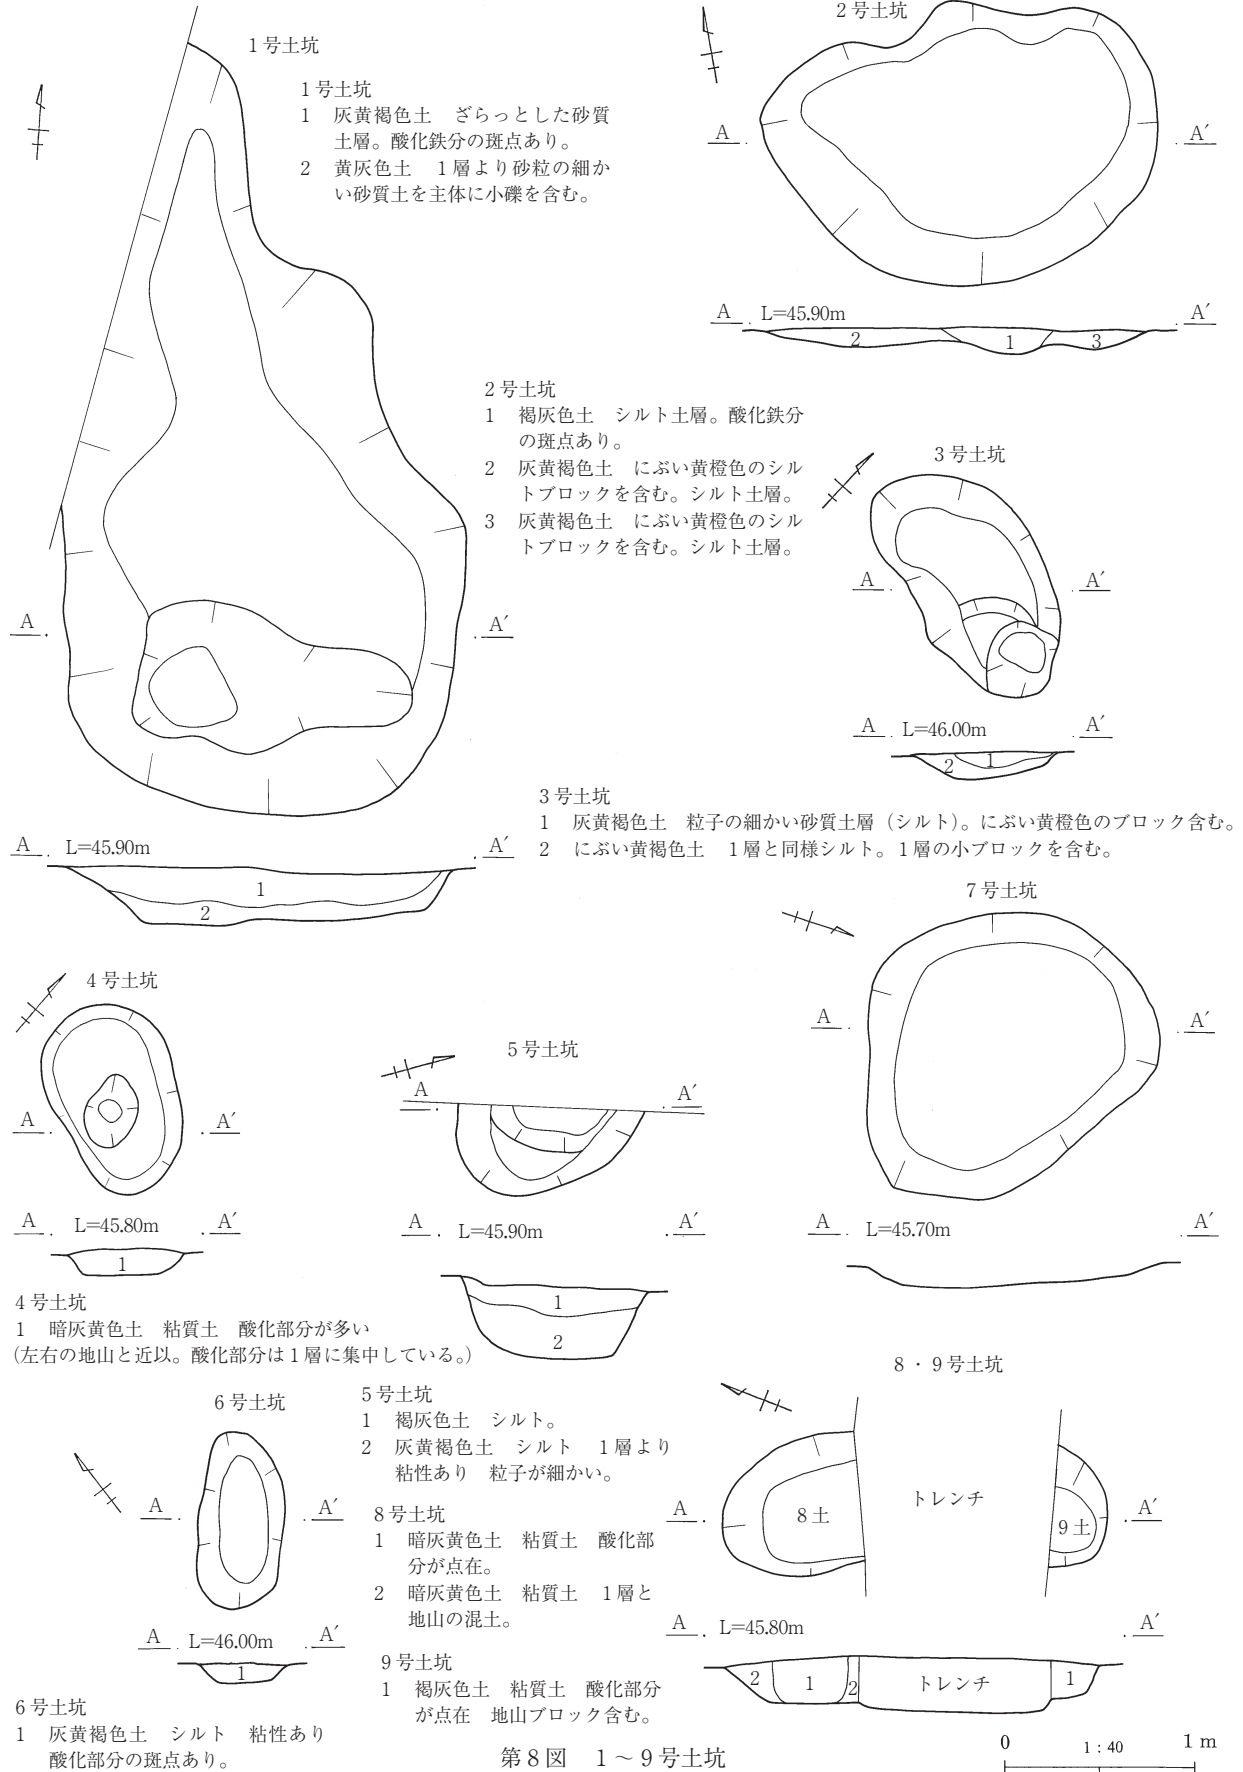 1号土坑
1号土坑
1　灰黄褐色土　ざらっとした砂質
土層。酸化鉄分の斑点あり。
2　黄灰色土　1層より砂粒の細か
い砂質土を主体に小礫を含む。
A
A′
A　L=45.90m　A′
1
2
2号土坑
A
A′
A　L=45.90m　A′
2
1
3
2号土坑
1　褐灰色土　シルト土層。酸化鉄分
の斑点あり。
2　灰黄褐色土　にぶい黄橙色のシル
トブロックを含む。シルト土層。
3　灰黄褐色土　にぶい黄橙色のシル
トブロックを含む。シルト土層。
3号土坑
A
A′
A　L=46.00m　A′
1
2
3号土坑
1　灰黄褐色土　粒子の細かい砂質土層（シルト）。にぶい黄橙色のブロック含む。
2　にぶい黄褐色土　1層と同様シルト。1層の小ブロックを含む。
4号土坑
A
A′
A　L=45.80m　A′
1
4号土坑
1　暗灰黄色土　粘質土　酸化部分が多い
（左右の地山と近以。酸化部分は1層に集中している。）
5号土坑
A
A′
A　L=45.90m　A′
1
2
5号土坑
1　褐灰色土　シルト。
2　灰黄褐色土　シルト　1層より
粘性あり　粒子が細かい。
7号土坑
A
A′
A　L=45.70m　A′
6号土坑
A
A′
A　L=46.00m　A′
1
6号土坑
1　灰黄褐色土　シルト　粘性あり
酸化部分の斑点あり。
8・9号土坑
A
8土
トレンチ
9土
A′
A　L=45.80m　A′
2
1
2
トレンチ
1
8号土坑
1　暗灰黄色土　粘質土　酸化部
分が点在。
2　暗灰黄色土　粘質土　1層と
地山の混土。
9号土坑
1　褐灰色土　粘質土　酸化部分
が点在　地山ブロック含む。
第8図　1～9号土坑
0　1：40　1m